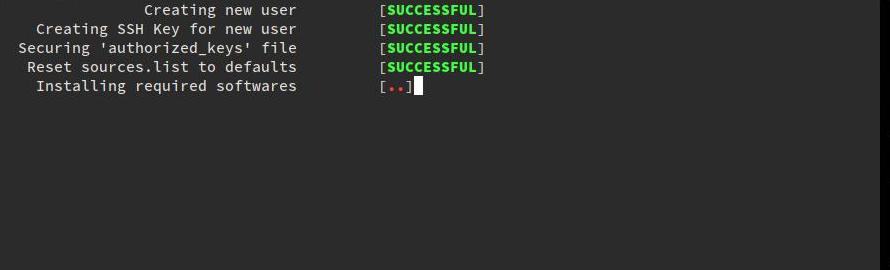 Creating new user [SUCCESSFUL]
Creating SSH Key for new user [SUCCESSFUL]
Securing 'authorized_keys' file [SUCCESSFUL]
Reset sources.list to defaults [SUCCESSFUL]
Installing required softwares [..]